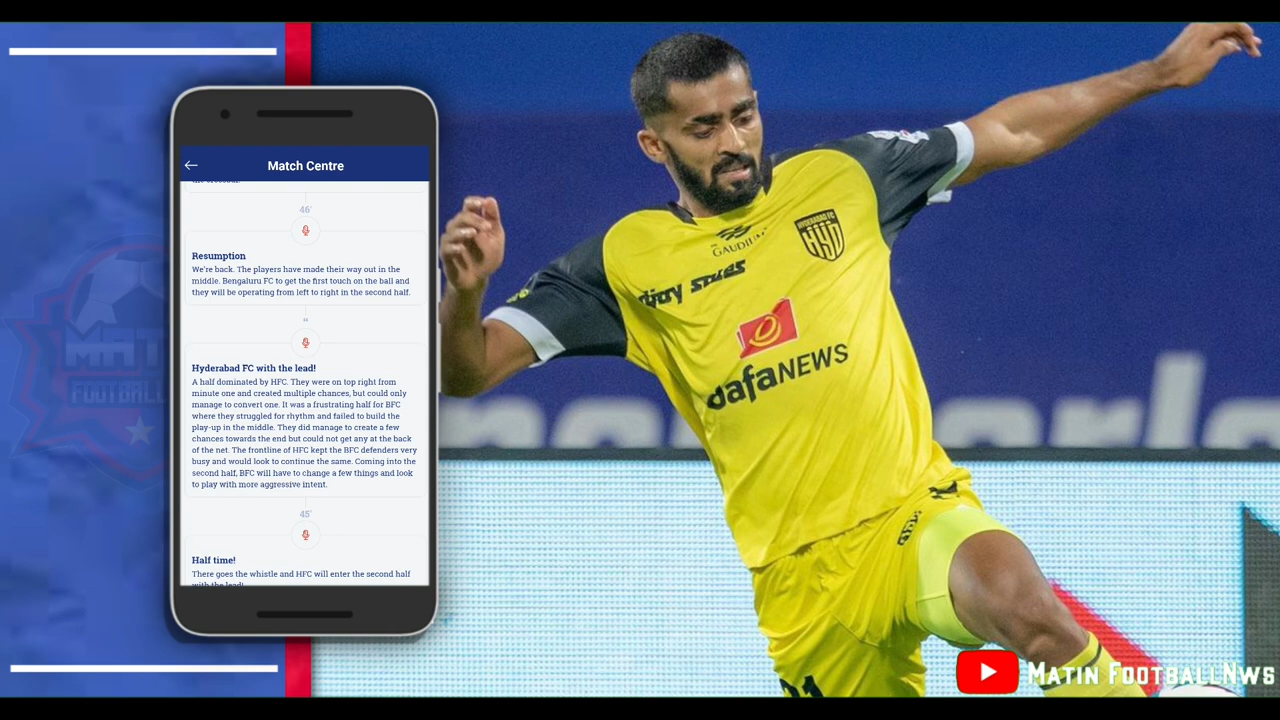 Match Centre
46'
Resumption
We're back. The players have made their way out in the
middle. Bengaluru FC to get the first touch on the ball and
they will be operating from left to right in the second half.
Hyderabad FC with the lead!
A half dominated by HFC. They were on top right from
minute one and created multiple chances, but could only
manage to convert one. It was a frustrating half for BFC
where they struggled for rhythm and failed to build the
play-up in the middle. They did manage to create a few
chances towards the end but could not get any at the back
of the net. The frontline of HFC kept the BFC defenders very
busy and would look to continue the same. Coming into the
second half, BFC will have to change a few things and look
to play with more aggressive intent.
45'
Half time!
There goes the whistle and HFC will enter the second half
with the lead!
MAT
FOOTBALL
HYDERABAD FC
THE
GAUDIUM
dafaNEWS
Matin FootballNws